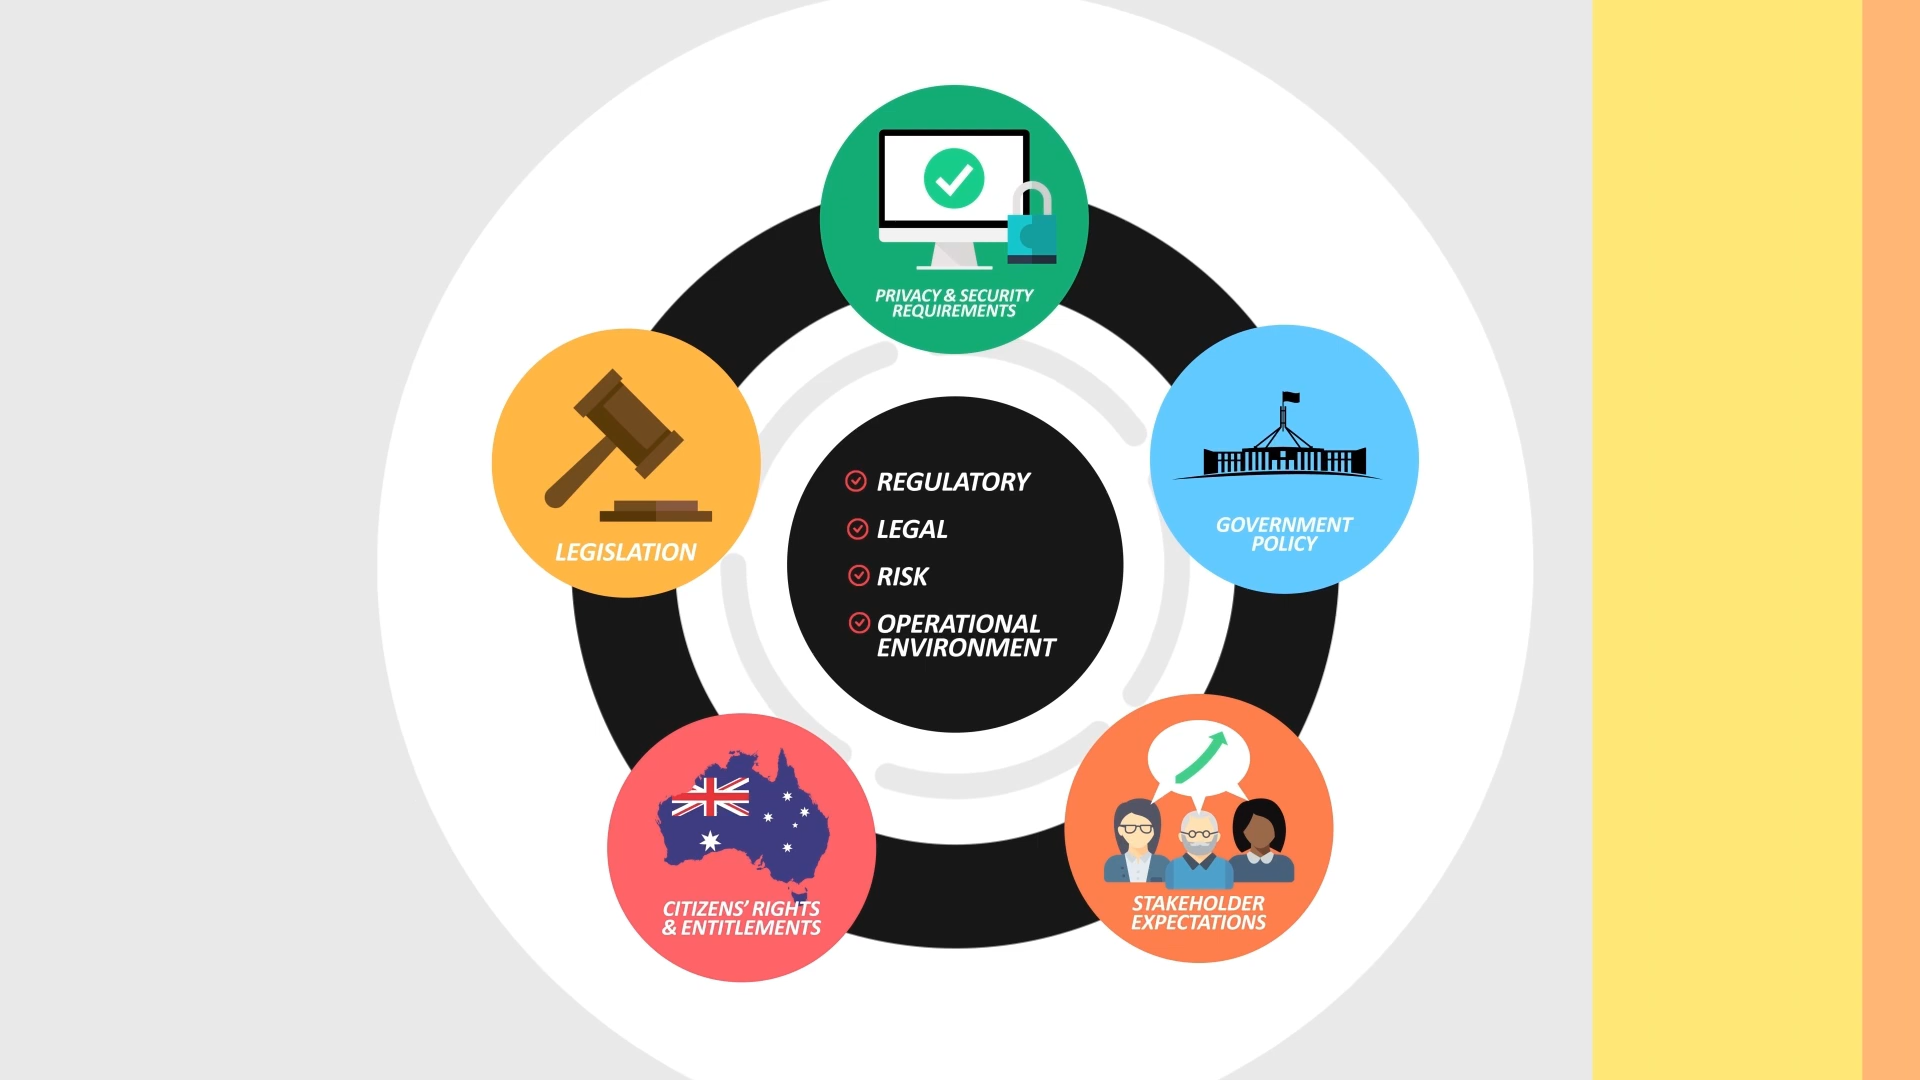 PRIVACY & SECURITY
REQUIREMENTS
LEGISLATION
GOVERNMENT
POLICY
REGULATORY
LEGAL
RISK
OPERATIONAL
ENVIRONMENT
CITIZENS’ RIGHTS
& ENTITLEMENTS
STAKEHOLDER
EXPECTATIONS